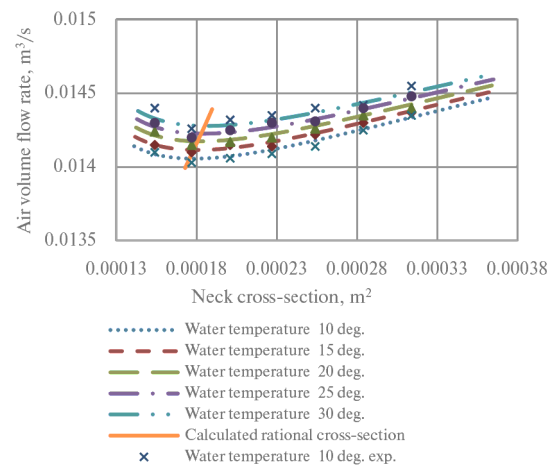 0.015
0.0145
0.014
0.0135
Air volume flow rate, m³/s
0.00013 0.00018 0.00023 0.00028 0.00033 0.00038
Neck cross-section, m²
Water temperature 10 deg.
Water temperature 15 deg.
Water temperature 20 deg.
Water temperature 25 deg.
Water temperature 30 deg.
Calculated rational cross-section
Water temperature 10 deg. exp.